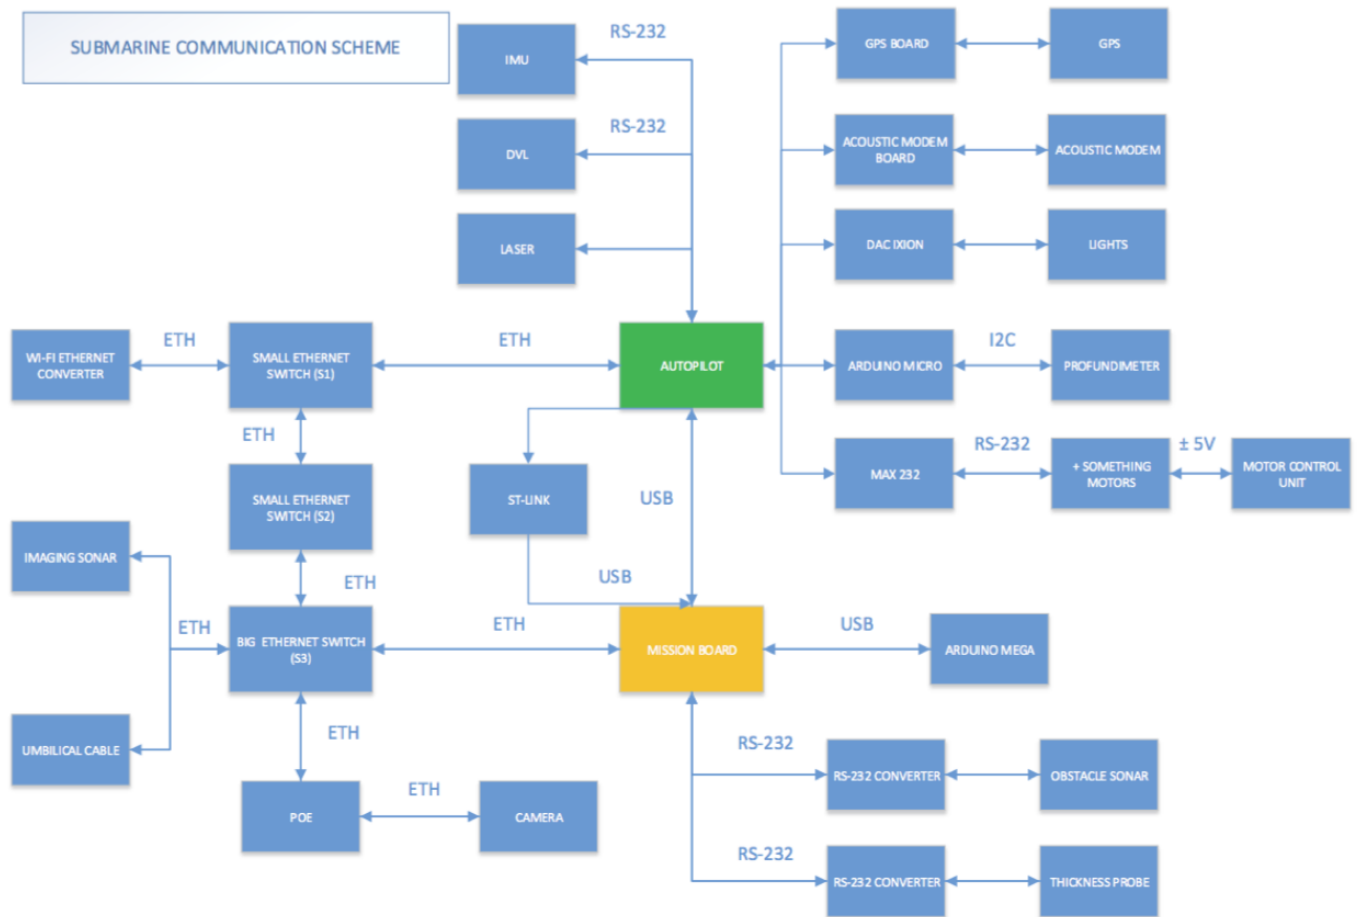 SUBMARINE COMMUNICATION SCHEME
IMU
RS-232
DVL
RS-232
LASER
GPS BOARD
GPS
ACOUSTIC MODEM
BOARD
ACOUSTIC MODEM
DAC IXION
LIGHTS
WI-FI ETHERNET
CONVERTER
ETH
SMALL ETHERNET
SWITCH (S1)
ETH
AUTOPILOT
ARDUINO MICRO
I2C
PROFUNDIMETER
ETH
MAX 232
RS-232
+ SOMETHING
MOTORS
± 5V
MOTOR CONTROL
UNIT
SMALL ETHERNET
SWITCH (S2)
ST-LINK
USB
IMAGING SONAR
ETH
USB
ETH
BIG ETHERNET SWITCH
(S3)
ETH
MISSION BOARD
USB
ARDUINO MEGA
UMBILICAL CABLE
ETH
RS-232
RS-232 CONVERTER
OBSTACLE SONAR
POE
ETH
CAMERA
RS-232
RS-232 CONVERTER
THICKNESS PROBE